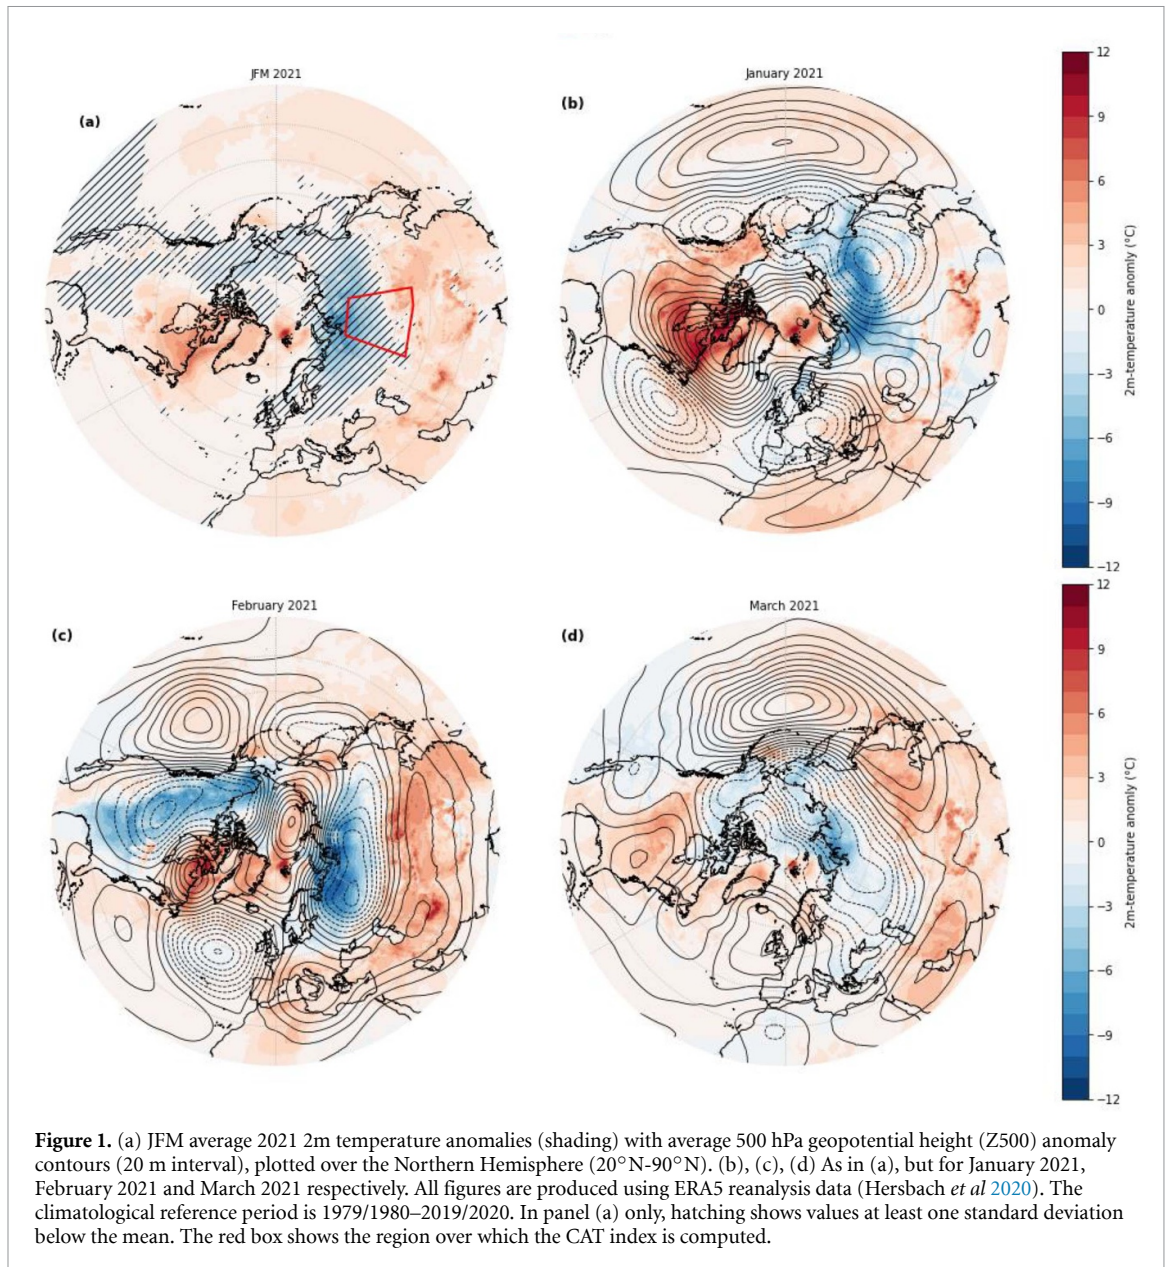 JFM 2021
(a)
January 2021
(b)
12
9
6
3
0
−3
−6
−9
−12
2m-temperature anomly (°C)
February 2021
(c)
March 2021
(d)
12
9
6
3
0
−3
−6
−9
−12
2m-temperature anomly (°C)
Figure 1. (a) JFM average 2021 2m temperature anomalies (shading) with average 500 hPa geopotential height (Z500) anomaly
contours (20 m interval), plotted over the Northern Hemisphere (20°N-90°N). (b), (c), (d) As in (a), but for January 2021,
February 2021 and March 2021 respectively. All figures are produced using ERA5 reanalysis data (Hersbach et al 2020). The
climatological reference period is 1979/1980–2019/2020. In panel (a) only, hatching shows values at least one standard deviation
below the mean. The red box shows the region over which the CAT index is computed.